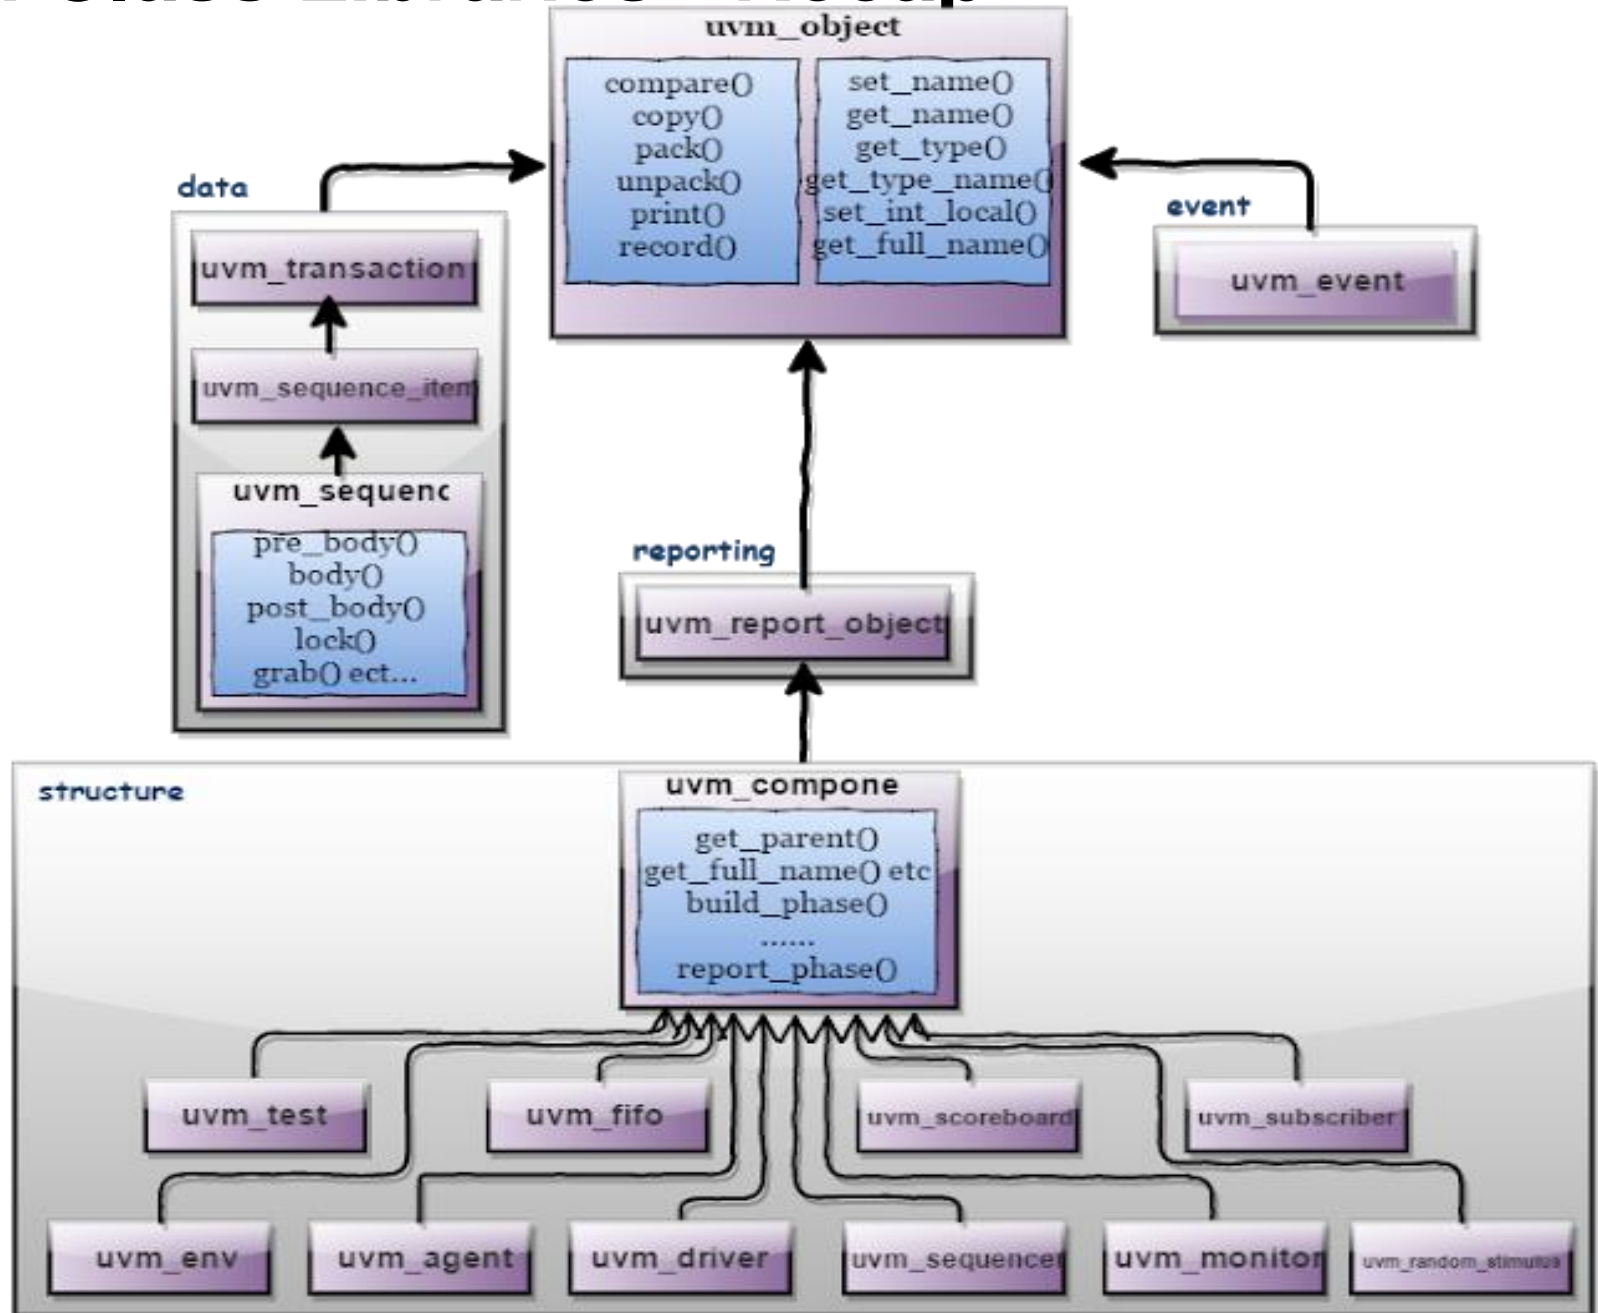 uvm_object
compare()
copy()
pack()
unpack()
print()
record()
set_name()
get_name()
get_type()
get_type_name()
set_int_local()
get_full_name()
data
uvm_transaction
uvm_sequence_item
uvm_sequenc
pre_body()
body()
post_body()
lock()
grab() ect...
event
uvm_event
reporting
uvm_report_object
structure
uvm_compone
get_parent()
get_full_name() etc
build_phase()
......
report_phase()
uvm_test
uvm_fifo
uvm_scoreboard
uvm_subscriber
uvm_env
uvm_agent
uvm_driver
uvm_sequencer
uvm_monitor
uvm_random_stimulus